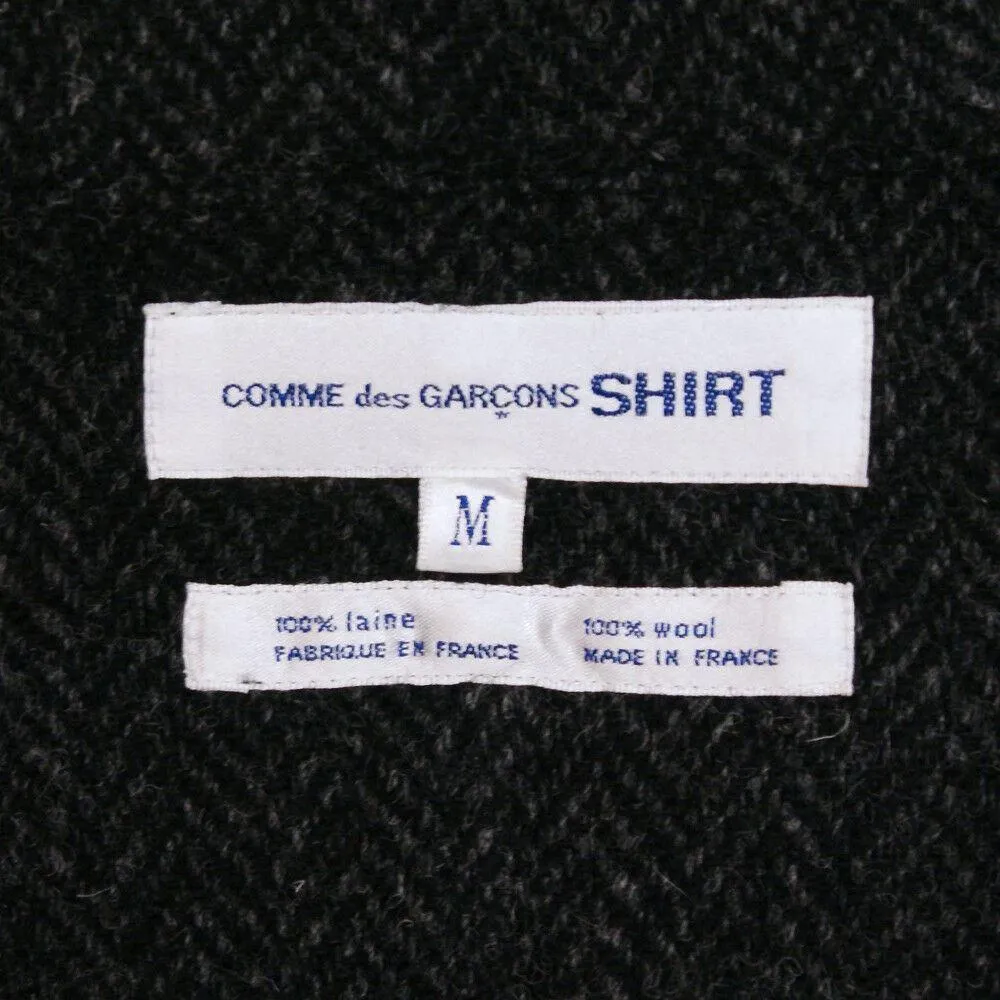 COMME des GARÇONS SHIRT
M
100% laine
FABRIQUE EN FRANCE
100% wool
MADE IN FRANCE